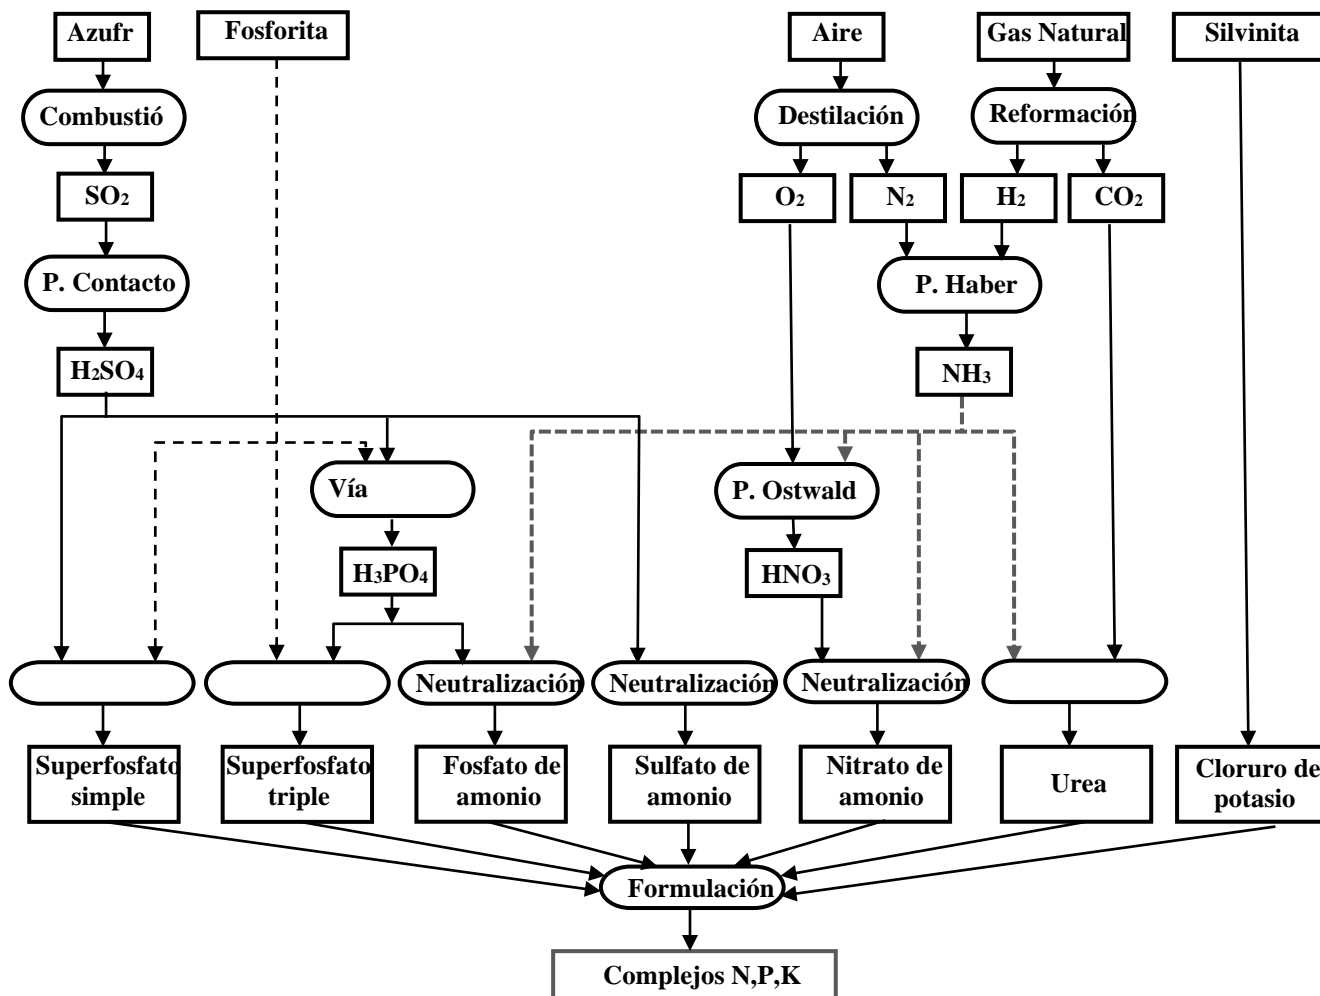 Azufr
Fosforita
Aire
Gas Natural
Silvinita
Combustió
Destilación
Reformación
SO₂
O₂
N₂
H₂
CO₂
P. Contacto
P. Haber
H₂SO₄
NH₃
Vía
P. Ostwald
H₃PO₄
HNO₃
Neutralización
Neutralización
Neutralización
Superfosfato
simple
Superfosfato
triple
Fosfato de
amonio
Sulfato de
amonio
Nitrato de
amonio
Urea
Cloruro de
potasio
Formulación
Complejos N,P,K